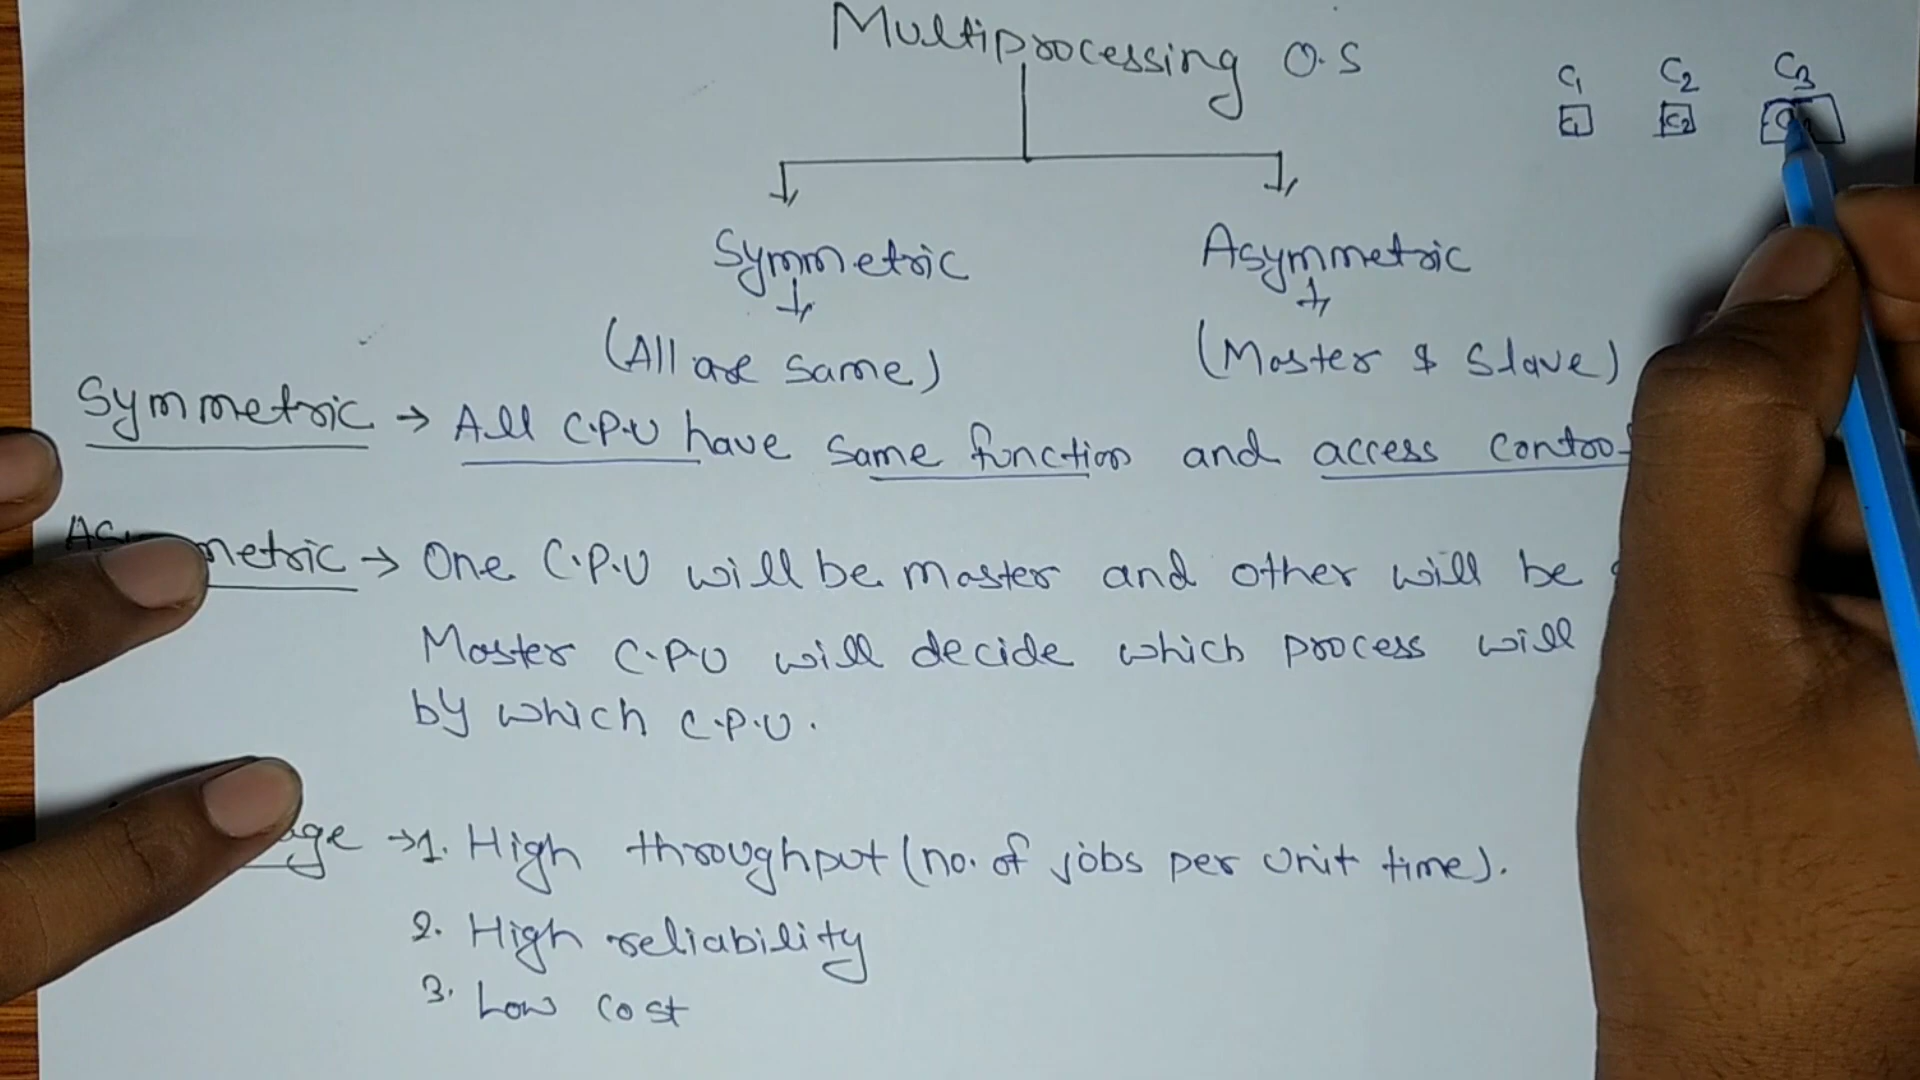 Multiprocessing O.S
C1 C2 C3
C1 C2
Symmetric Asymmetric
(All are same) (Master & Slave)
Symmetric → All C.P.U have same function and access
metric → One C.P.U will be master and other will be
Master C.P.U will decide which process will
by which C.P.U.
→1. High throughput (no. of jobs per unit time).
2. High reliability
3. Low cost